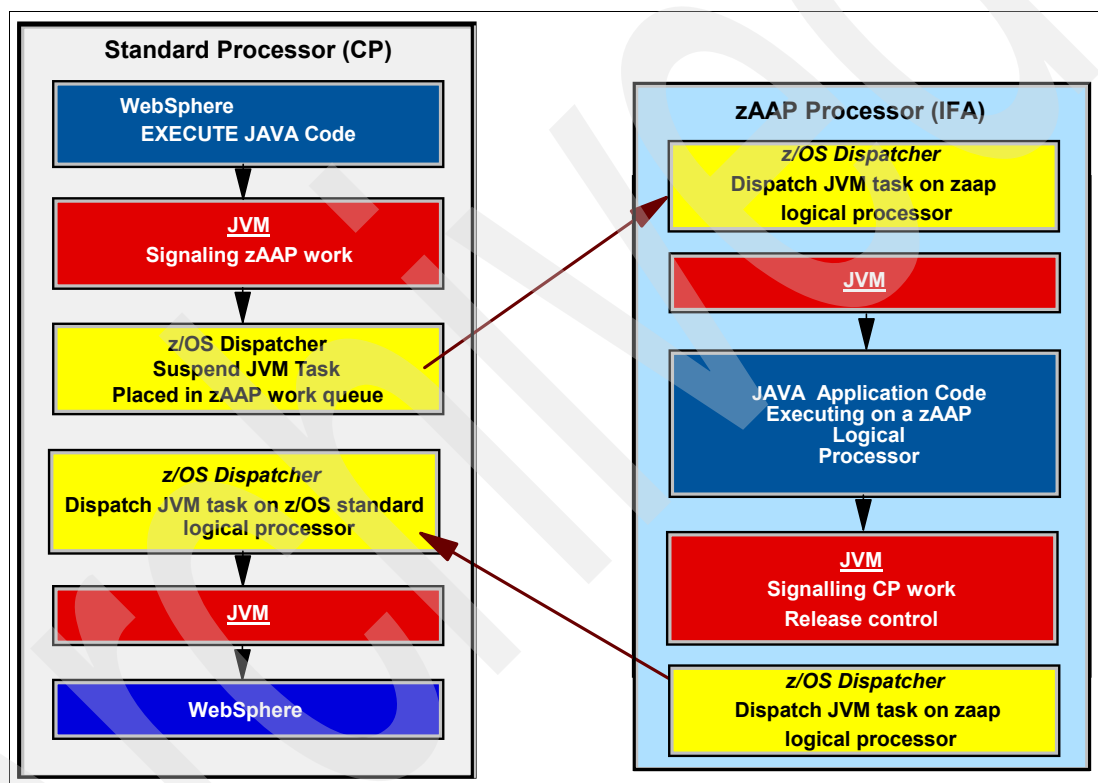 Standard Processor (CP)
WebSphere
EXECUTE JAVA Code
JVM
Signaling zAAP work
z/OS Dispatcher
Suspend JVM Task
Placed in zAAP work queue
z/OS Dispatcher
Dispatch JVM task on z/OS standard
logical processor
JVM
WebSphere
zAAP Processor (IFA)
z/OS Dispatcher
Dispatch JVM task on zaap
logical processor
JVM
JAVA Application Code
Executing on a zAAP
Logical
Processor
JVM
Signalling CP work
Release control
z/OS Dispatcher
Dispatch JVM task on zaap
logical processor